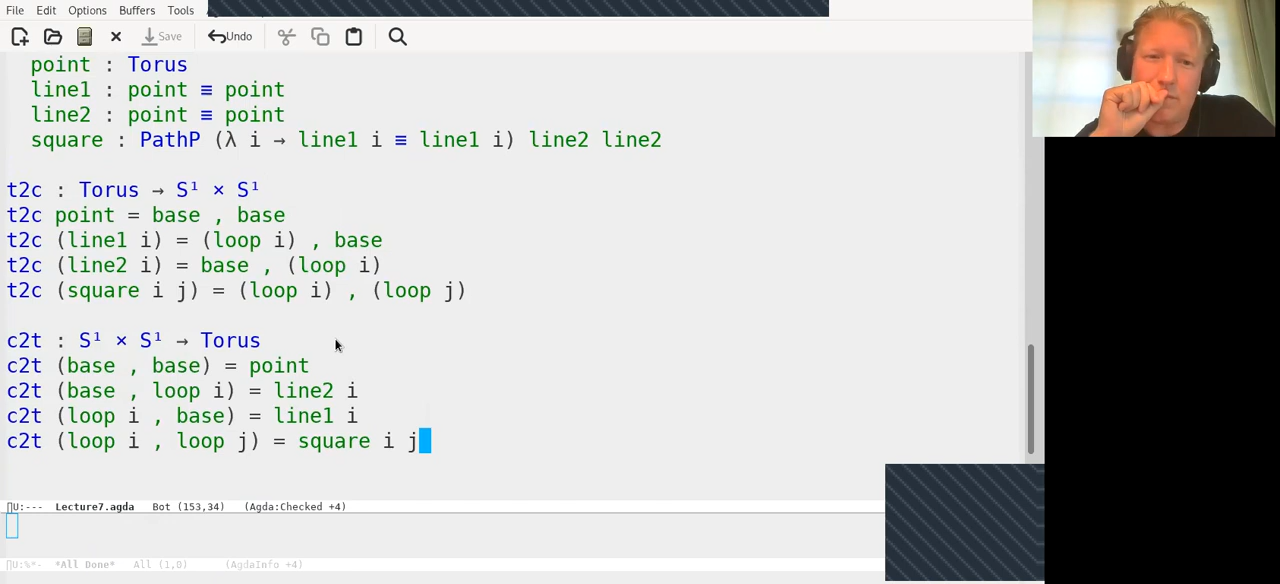 File Edit Options Buffers Tools
Save Undo
point : Torus
line1 : point ≡ point
line2 : point ≡ point
square : PathP (λ i → line1 i ≡ line1 i) line2 line2
t2c : Torus → S¹ × S¹
t2c point = base , base
t2c (line1 i) = (loop i) , base
t2c (line2 i) = base , (loop i)
t2c (square i j) = (loop i) , (loop j)
c2t : S¹ × S¹ → Torus
c2t (base , base) = point
c2t (base , loop i) = line2 i
c2t (loop i , base) = line1 i
c2t (loop i , loop j) = square i j
U:--- Lecture7.agda Bot (153,34) (Agda:Checked +4)
U:%*- *All Done* All (1,0) (AgdaInfo +4)